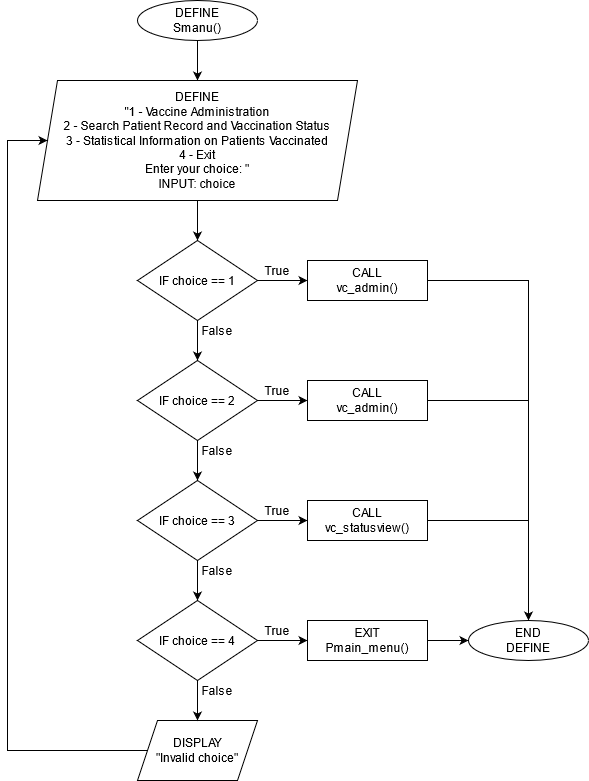 DEFINE
Smanu()
DEFINE
"1 - Vaccine Administration
2 - Search Patient Record and Vaccination Status
3 - Statistical Information on Patients Vaccinated
4 - Exit
Enter your choice: "
INPUT: choice
IF choice == 1
True
CALL
vc_admin()
False
IF choice == 2
True
CALL
vc_admin()
False
IF choice == 3
True
CALL
vc_statusview()
False
IF choice == 4
True
EXIT
Pmain_menu()
END
DEFINE
False
DISPLAY
"Invalid choice"